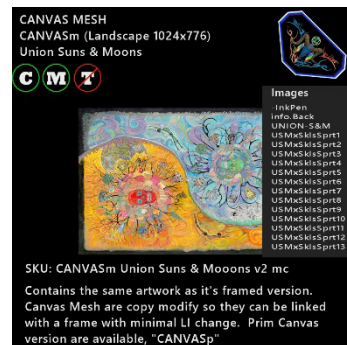 CANVAS MESH
CANVASm (Landscape 1024x776)
Union Suns & Moons
C M T
Images
-InkPen
info.Back
UNION-S&M
USMxSklsSprt1
USMxSklsSprt2
USMxSklsSprt3
USMxSklsSprt4
USMxSklsSprt5
USMxSklsSprt6
USMxSklsSprt7
USMxSklsSprt8
USMxSklsSprt9
USMxSklsSprt10
USMxSklsSprt11
USMxSklsSprt12
USMxSklsSprt13
SKU: CANVASm Union Suns & Mooons v2 mc
Contains the same artwork as it's framed version.
Canvas Mesh are copy modify so they can be linked
with a frame with minimal LI change. Prim Canvas
version are available, "CANVASp"